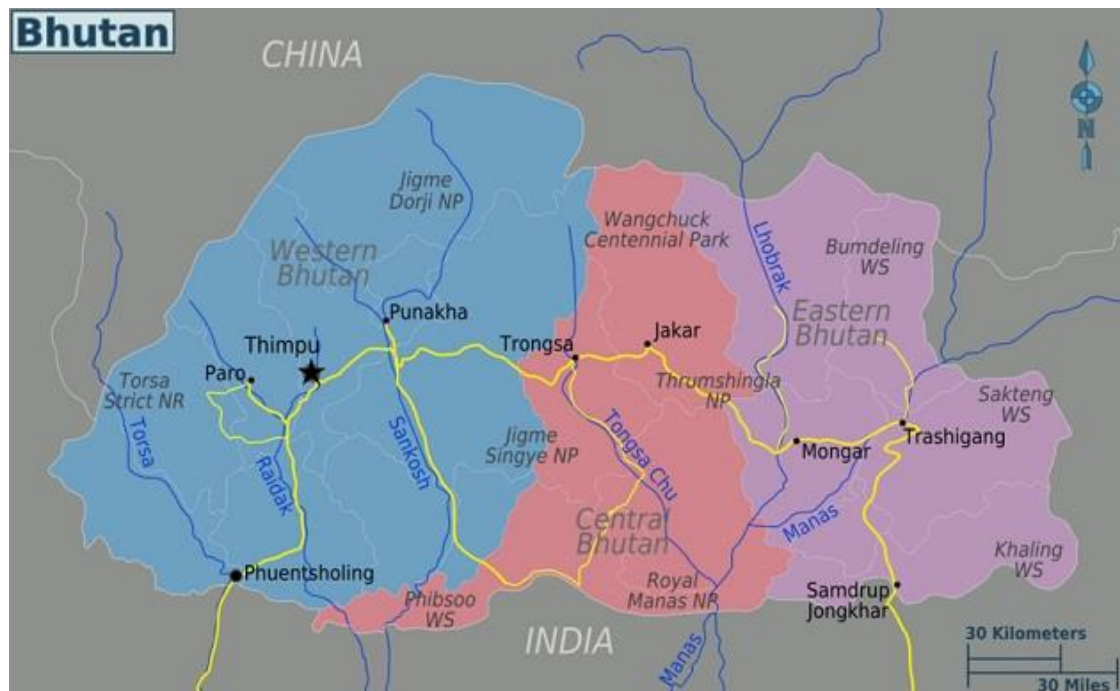 Bhutan
CHINA
N
Jigme
Dorji NP
Wangchuck
Centennial Park
Lhobrak
Bumdeling
WS
Western
Bhutan
Eastern
Bhutan
Punakha
Thimpu
Trongsa
Jakar
Paro
Torsa
Strict NR
Thrumshingla
NP
Sakteng
WS
Torsa
Raidak
Sankosh
Jigme
Singye NP
Tongsa Chu
Mongar
Trashigang
Central
Bhutan
Manas
Khaling
WS
Phuentsholing
Phibsoo
WS
Royal
Manas NP
Samdrup
Jongkhar
INDIA
Manas
30 Kilometers
30 Miles